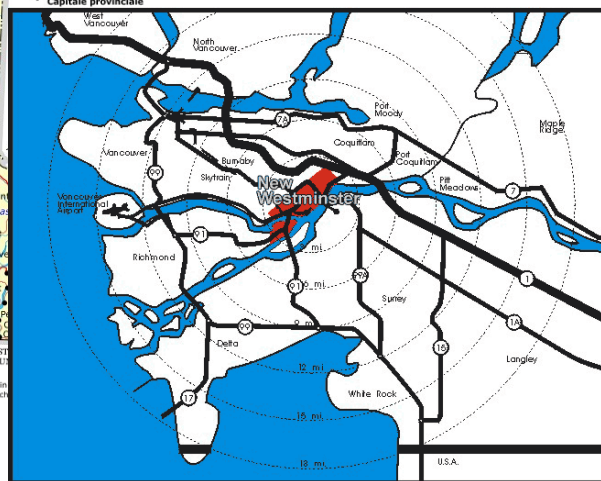 Capitale provinciale
West
Vancouver
North
Vancouver
Port
Moody
7A
Maple
Ridge
Coquitlam
Vancouver
99
Burnaby
Port
Coquitlam
Skytrain
Pitt
Meadows
7
New
Westminster
Vancouver
International
Airport
91
Richmond
mi.
1
91
99A
6 mi.
Surrey
9 mi.
1A
99
Delta
15
Langley
12 mi.
17
White Rock
15 mi.
18 mi.
U.S.A.